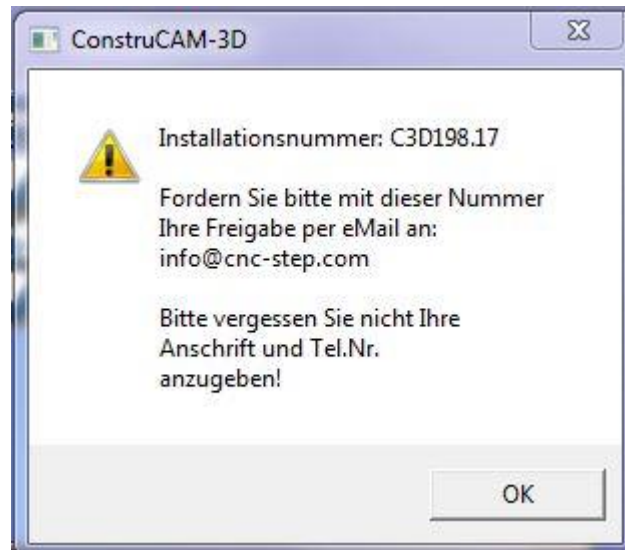 ConstruCAM-3D
Installationsnummer: C3D198.17
Fordern Sie bitte mit dieser Nummer
Ihre Freigabe per eMail an:
info@cnc-step.com
Bitte vergessen Sie nicht Ihre
Anschrift und Tel.Nr.
anzugeben!
OK